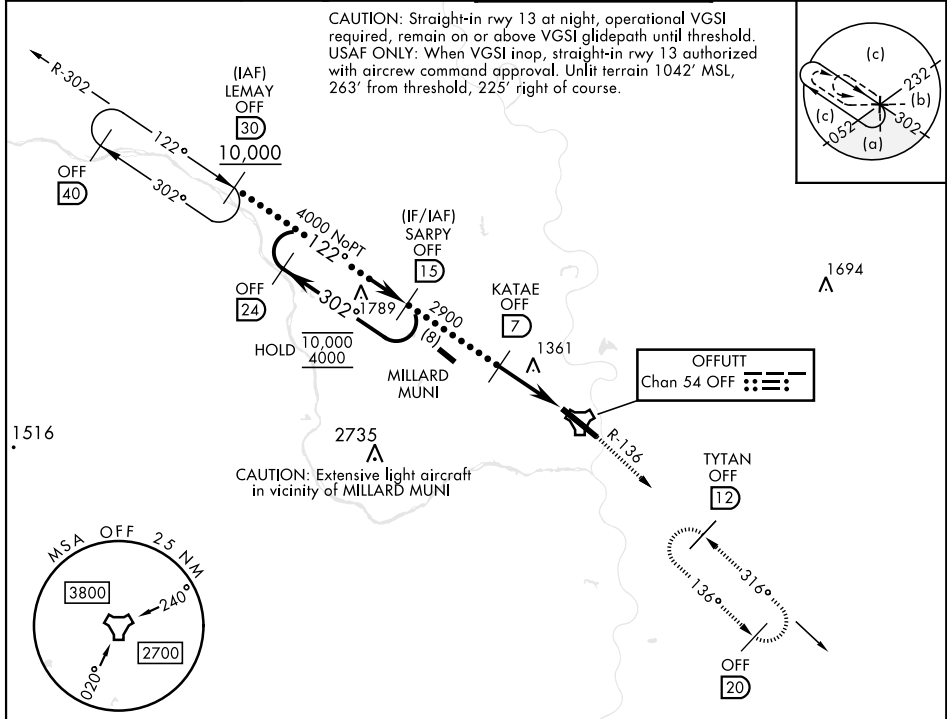 CAUTION: Straight-in rwy 13 at night, operational VGSI
required, remain on or above VGSI glidepath until threshold.
USAF ONLY: When VGSI inop, straight-in rwy 13 authorized
with aircrew command approval. Unlit terrain 1042' MSL,
263' from threshold, 225' right of course.
(c)
232
(b)
(c)
302
052
(a)
R-302
(IAF)
LEMAY
OFF
30
10,000
122°
302°
OFF
40
4000 NoPT
122°
(IF/IAF)
SARPY
OFF
15
OFF
24
302°
1789
2900
(8)
HOLD
10,000
4000
MILLARD
MUNI
KATAE
OFF
7
1361
1694
OFFUTT
Chan 54 OFF
R-136
1516
2735
CAUTION: Extensive light aircraft
in vicinity of MILLARD MUNI
TYTAN
OFF
12
316°
136°
OFF
20
MSA OFF 25 NM
3800
240°
2700
020°